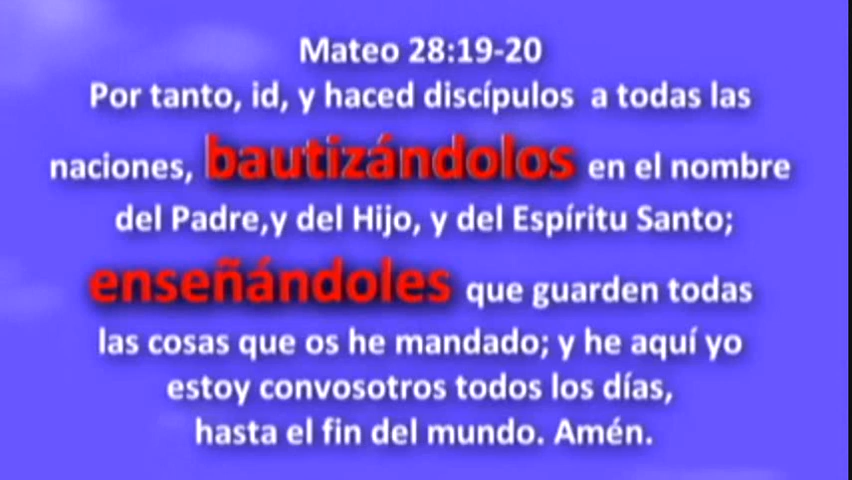 Mateo 28:19-20
Por tanto, id, y haced discípulos a todas las
naciones, bautizándolos en el nombre
del Padre,y del Hijo, y del Espíritu Santo;
enseñándoles que guarden todas
las cosas que os he mandado; y he aquí yo
estoy convosotros todos los días,
hasta el fin del mundo. Amén.